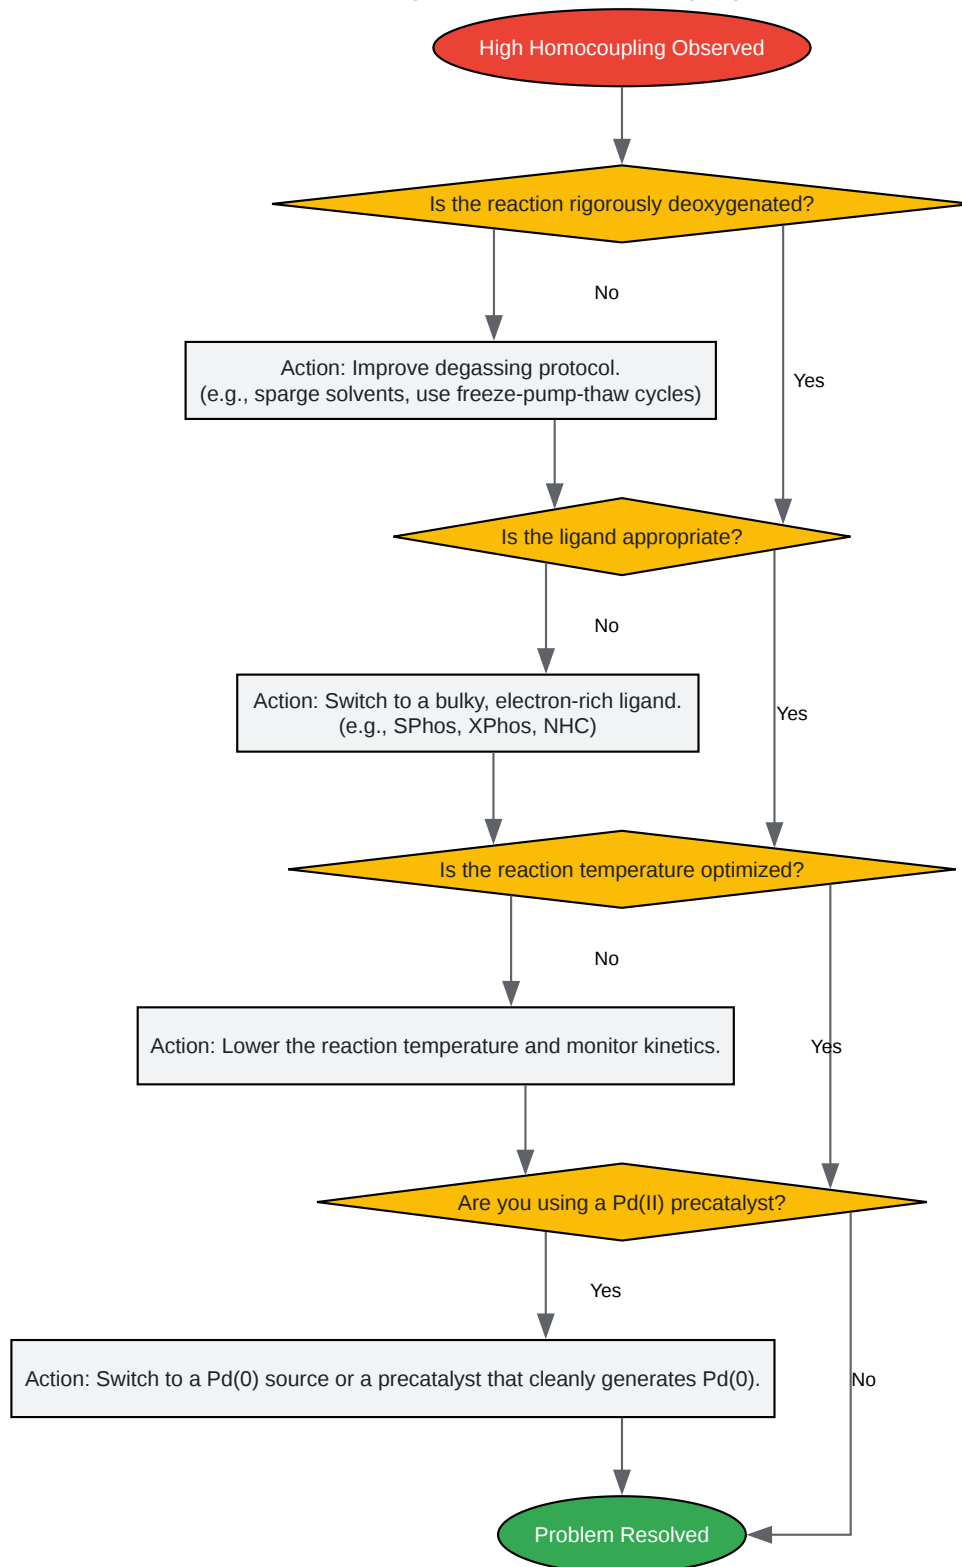 High Homocoupling Observed
Is the reaction rigorously deoxygenated?
No
Action: Improve degassing protocol.
(e.g., sparge solvents, use freeze-pump-thaw cycles)
Yes
Is the ligand appropriate?
No
Action: Switch to a bulky, electron-rich ligand.
(e.g., SPhos, XPhos, NHC)
Yes
Is the reaction temperature optimized?
No
Action: Lower the reaction temperature and monitor kinetics.
Yes
Are you using a Pd(II) precatalyst?
Yes
Action: Switch to a Pd(0) source or a precatalyst that cleanly generates Pd(0).
No
Problem Resolved